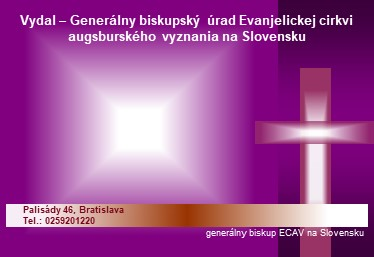 Vydal – Generálny biskupský úrad Evanjelickej cirkvi
augsburského vyznania na Slovensku
Palisády 46, Bratislava
Tel.: 0259201220
generálny biskup ECAV na Slovensku